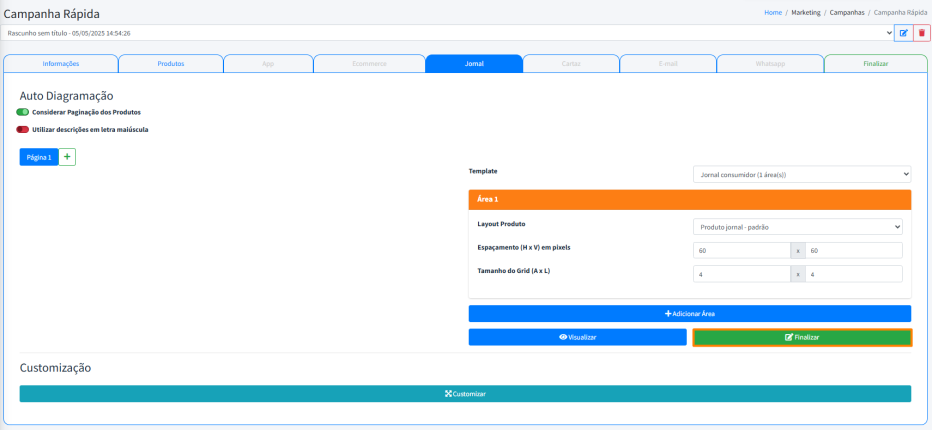 Campanha Rápida
Home / Marketing / Campanhas / Campanha Rápida
Rascunho sem título - 05/05/2025 14:54:26
Informações Produtos App Ecommerce Jornal Cartaz E-mail Whatsapp Finalizar
Auto Diagramação
Considerar Paginação dos Produtos
Utilizar descrições em letra maiúscula
Página 1 +
Template Jornal consumidor (1 área(s))
Área 1
Layout Produto Produto jornal - padrão
Espaçamento (H x V) em pixels 60 x 60
Tamanho do Grid (A x L) 4 x 4
+ Adicionar Área
Visualizar Finalizar
Customização
Customizar